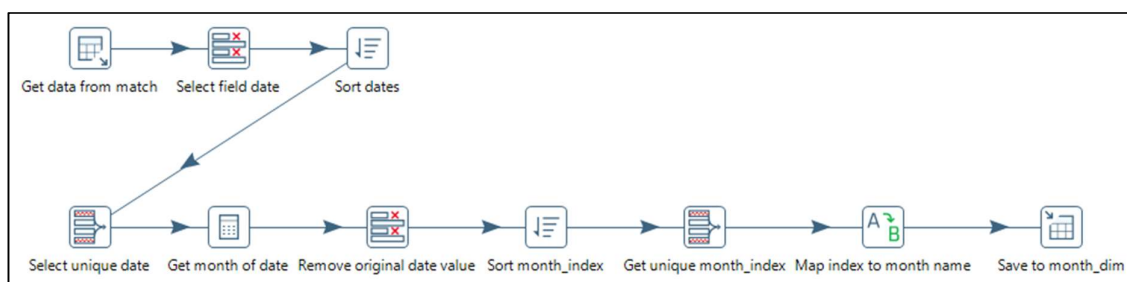 Get data from match Select field date Sort dates
A
B
Select unique date Get month of date Remove original date value Sort month_index Get unique month_index Map index to month name Save to month_dim